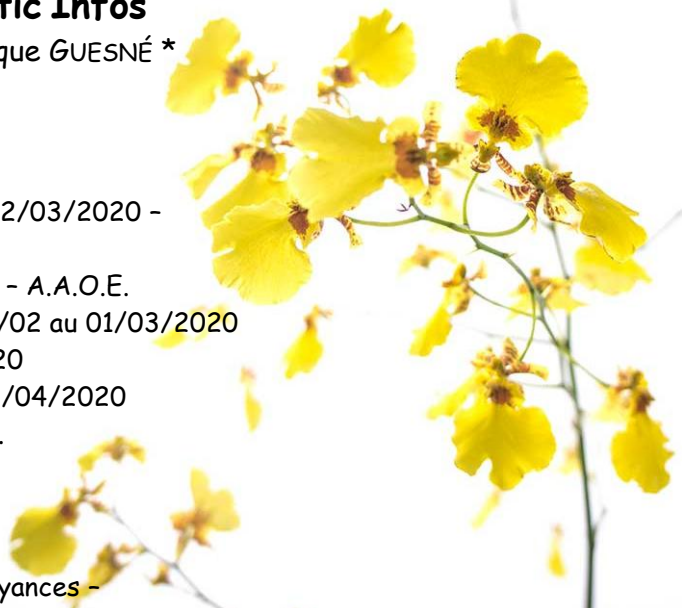 tic Infos
que GUESNÉ *
2/03/2020 –
– A.A.O.E.
/02 au 01/03/2020
20
/04/2020
.
yances –